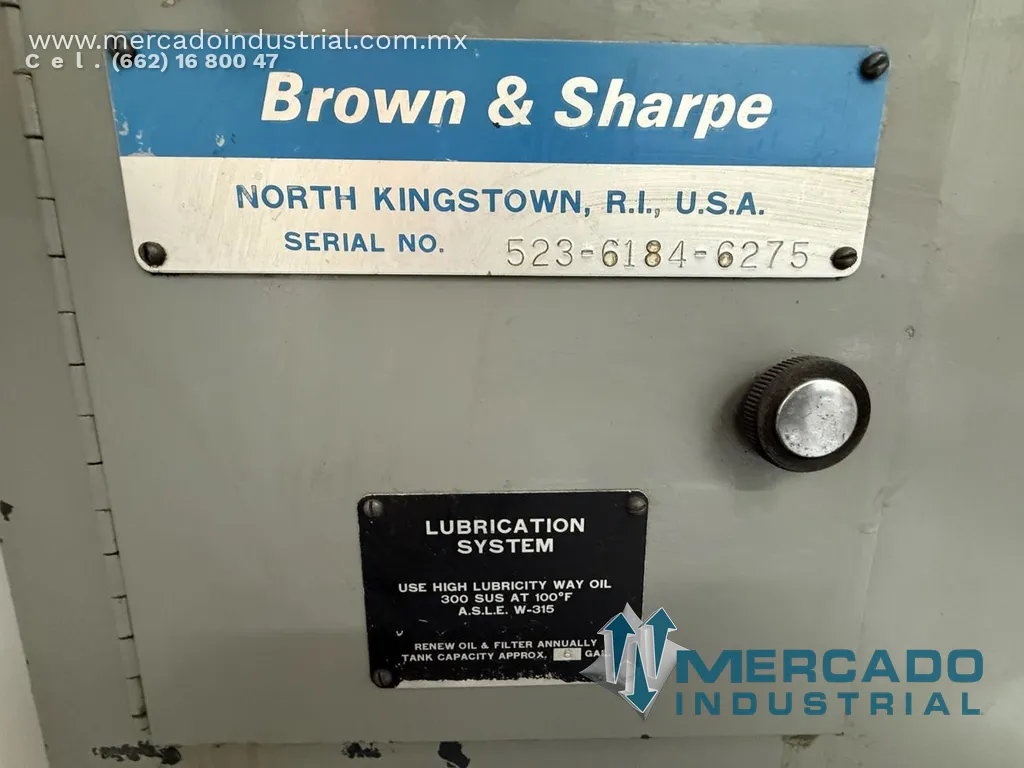 www.mercadoindustrial.com.mx
Cel. (662) 16 800 47
Brown & Sharpe
NORTH KINGSTOWN, R.I., U.S.A.
SERIAL NO. 523-6184-6275
LUBRICATION
SYSTEM
USE HIGH LUBRICITY WAY OIL
300 SUS AT 100°F
A.S.L.E. W-315
RENEW OIL & FILTER ANNUALLY
TANK CAPACITY APPROX. GAL
MERCADO
INDUSTRIAL